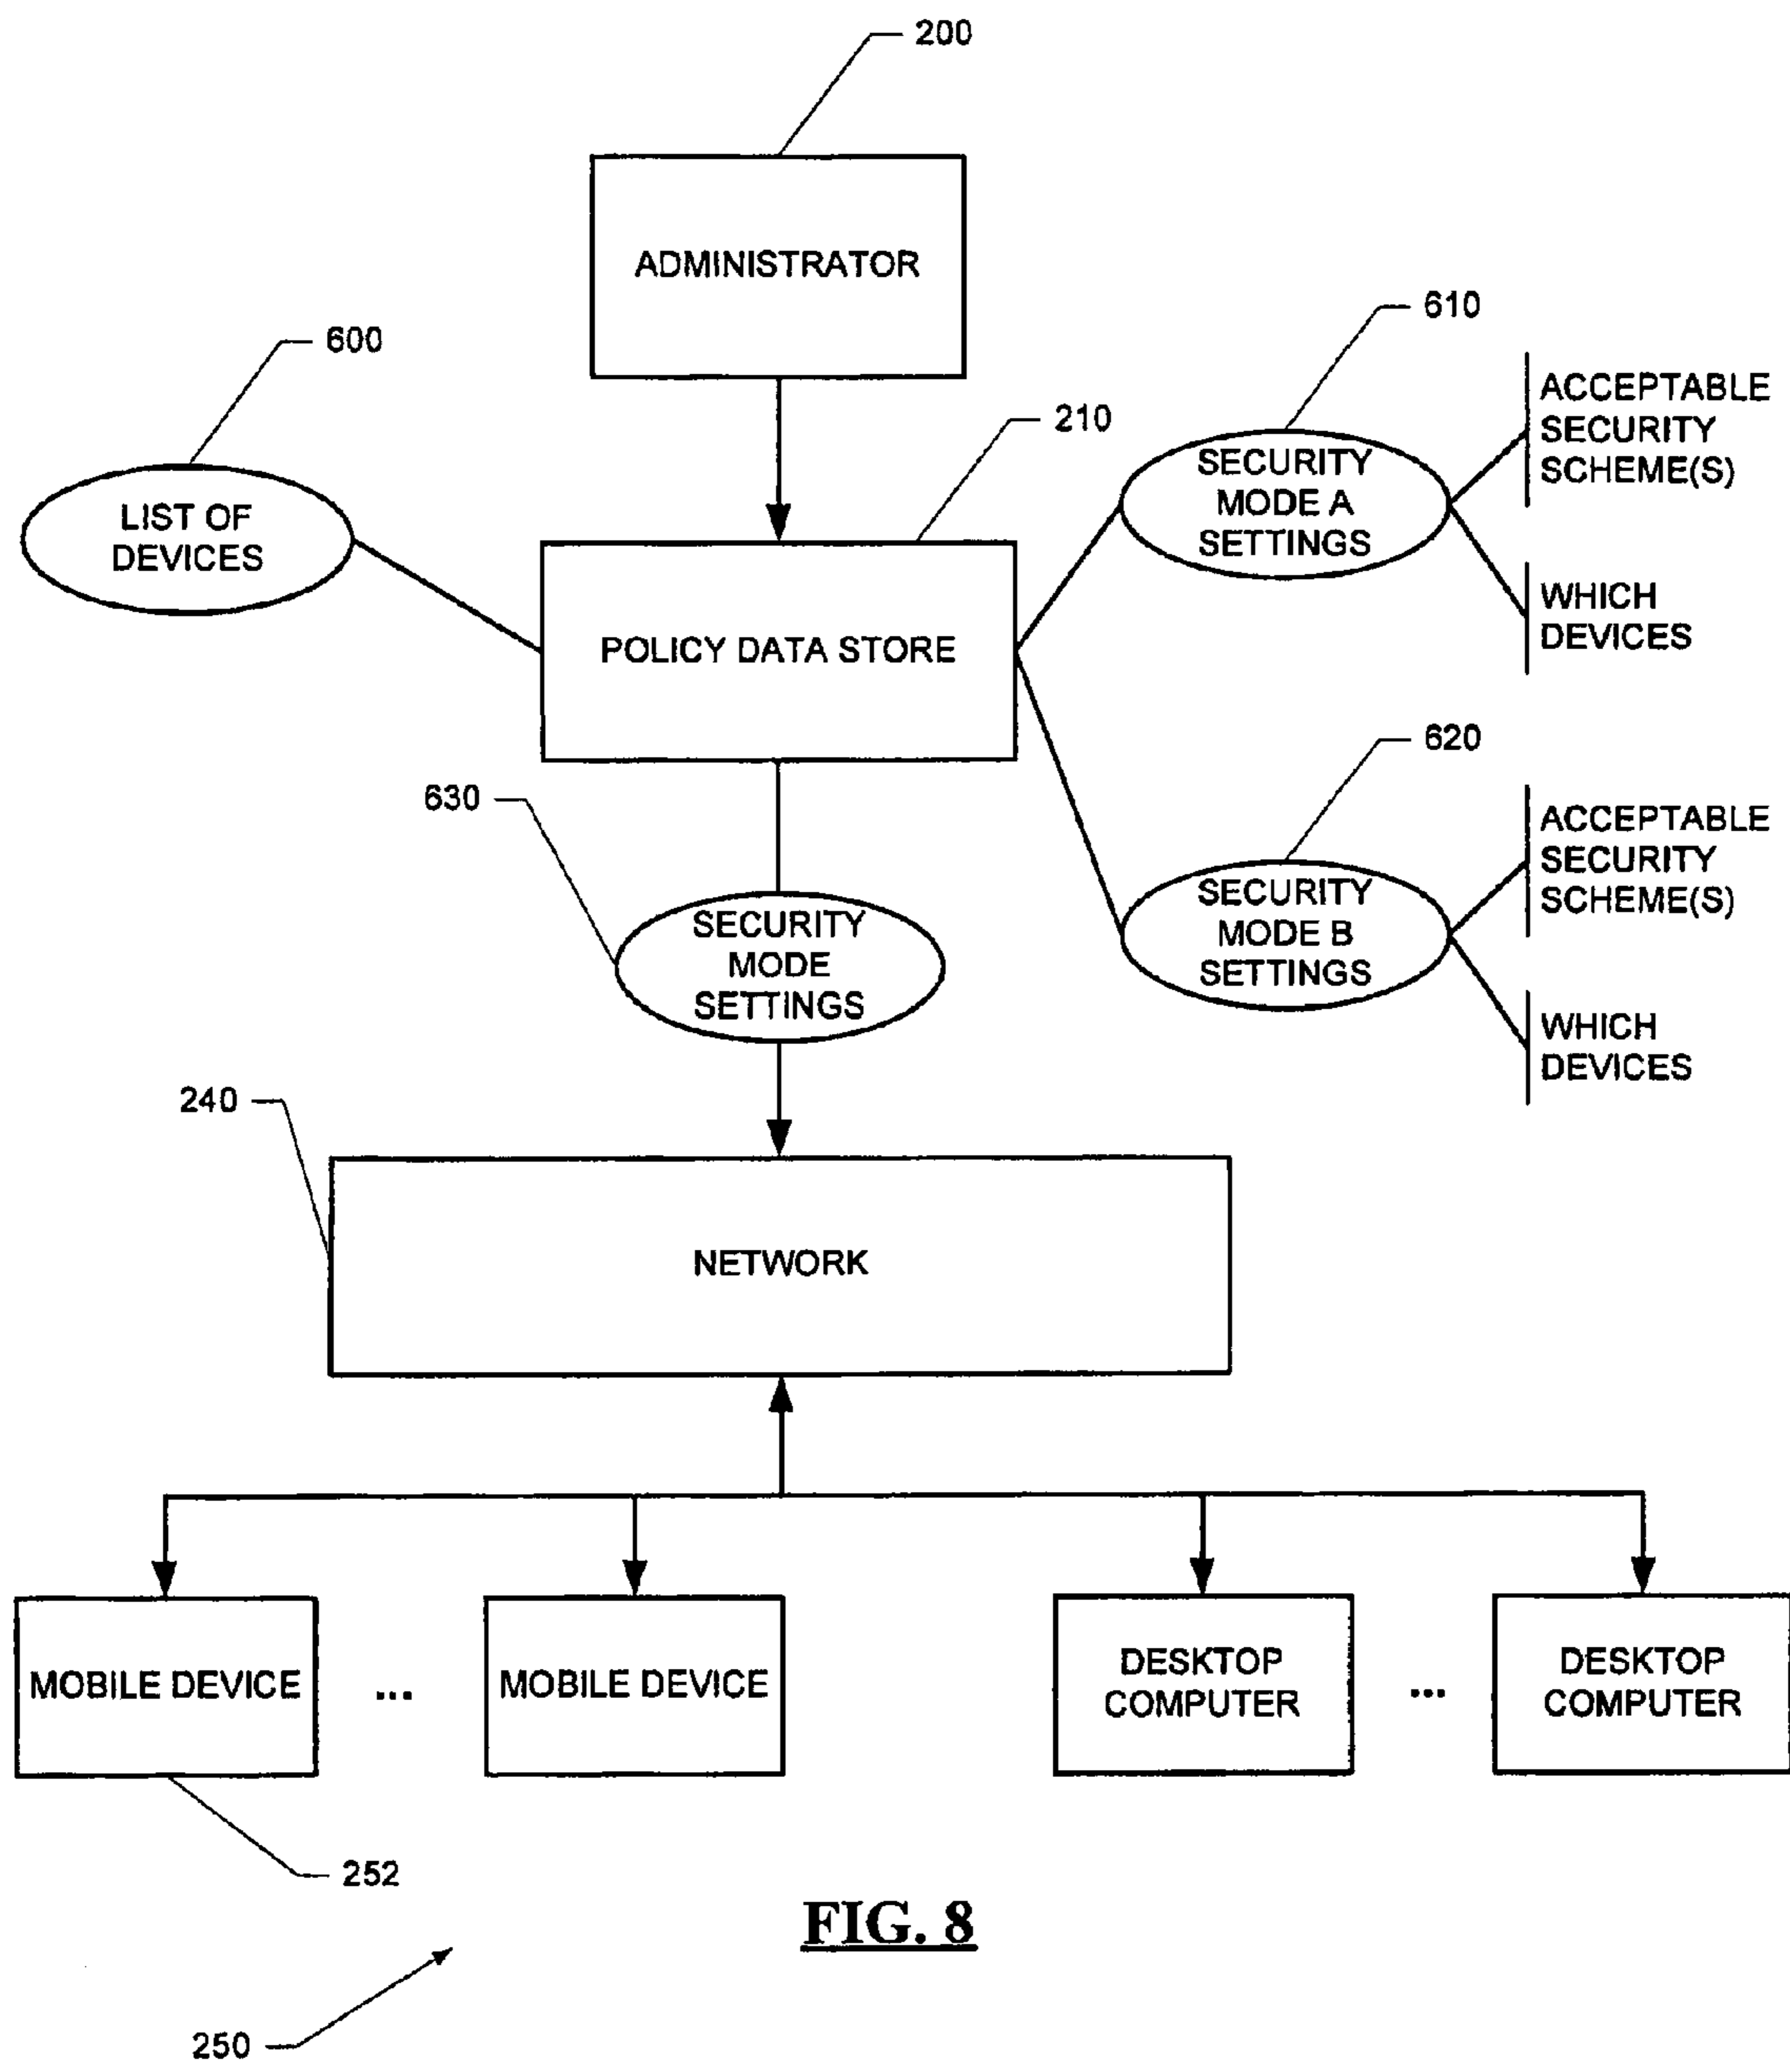 200
ADMINISTRATOR
600
610
210
LIST OF
DEVICES
SECURITY
MODE A
SETTINGS
ACCEPTABLE
SECURITY
SCHEME(S)
WHICH
DEVICES
POLICY DATA STORE
620
630
SECURITY
MODE
SETTINGS
SECURITY
MODE B
SETTINGS
ACCEPTABLE
SECURITY
SCHEME(S)
WHICH
DEVICES
240
NETWORK
MOBILE DEVICE
...
MOBILE DEVICE
DESKTOP
COMPUTER
...
DESKTOP
COMPUTER
252
FIG. 8
250